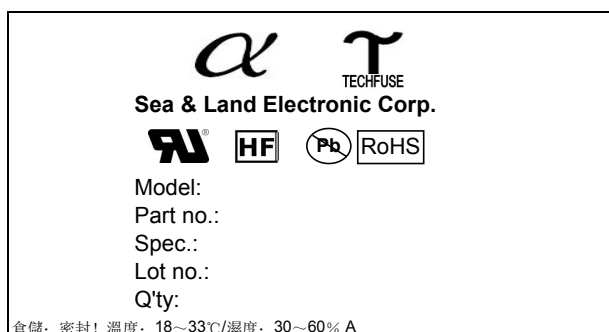 α T
TECHFUSE
Sea & Land Electronic Corp.
RU® HF Pb RoHS
Model:
Part no.:
Spec.:
Lot no.:
Q'ty:
倉儲:密封!溫度:18~33℃/濕度:30~60% A